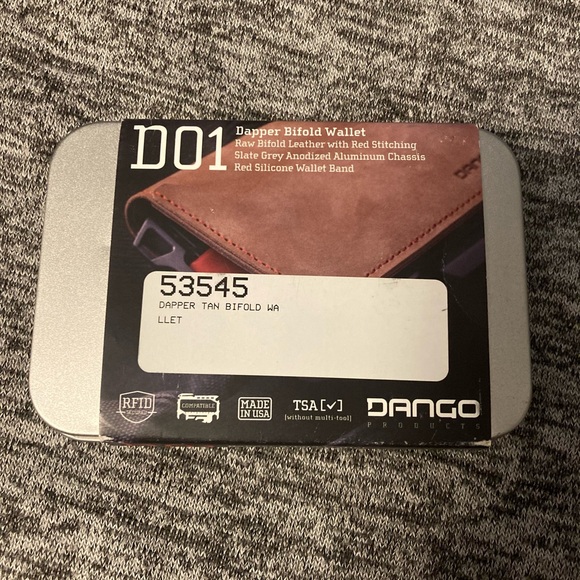 D01
Dapper Bifold Wallet
Raw Bifold Leather with Red Stitching
Slate Grey Anodized Aluminum Chassis
Red Silicone Wallet Band
53545
DAPPER TAN BIFOLD WA
LLET
RFID
COMPATIBLE
MADE
IN USA
TSA [✓]
[without multi-tool]
DANGO
PRODUCTS